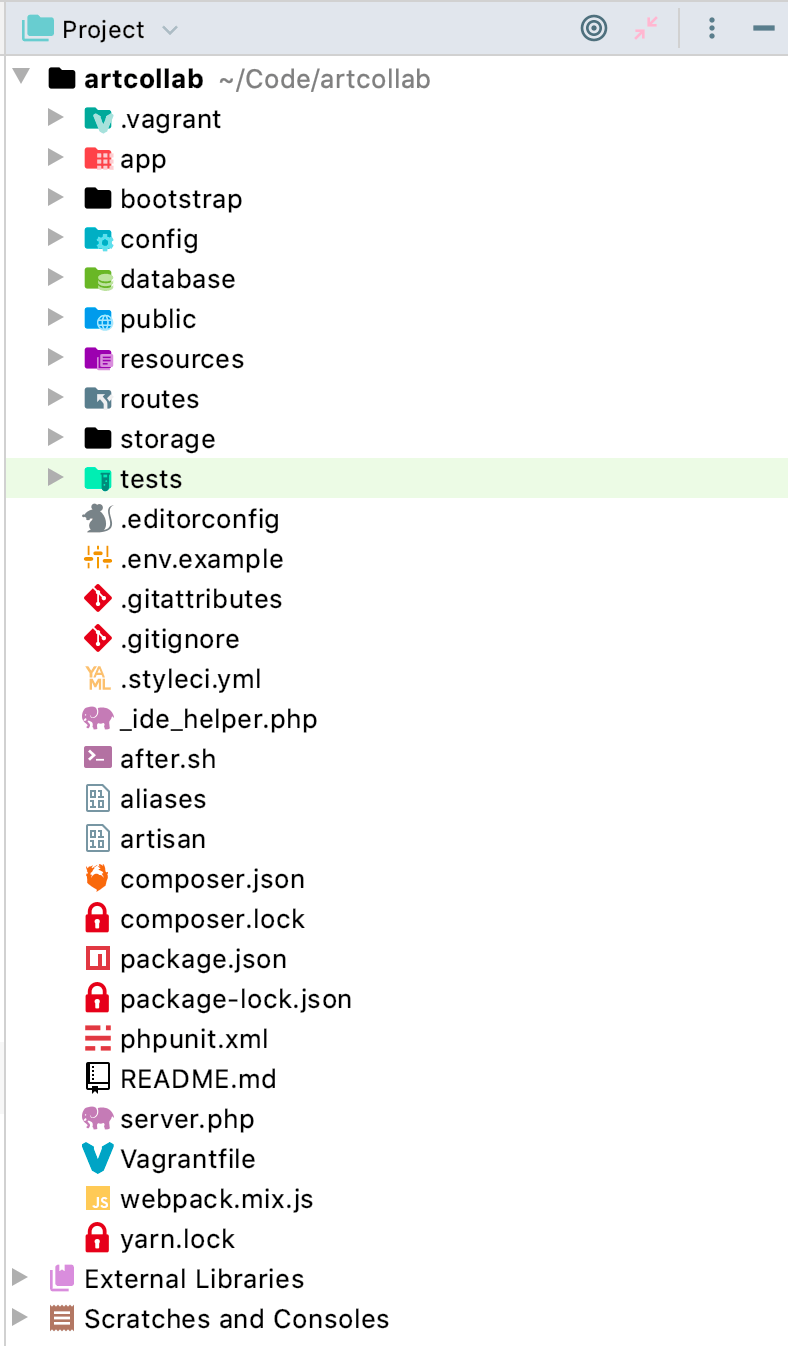 Project
artcollab ~/Code/artcollab
.vagrant
app
bootstrap
config
database
public
resources
routes
storage
tests
.editorconfig
.env.example
.gitattributes
.gitignore
.styleci.yml
_ide_helper.php
after.sh
aliases
artisan
composer.json
composer.lock
package.json
package-lock.json
phpunit.xml
README.md
server.php
Vagrantfile
webpack.mix.js
yarn.lock
External Libraries
Scratches and Consoles